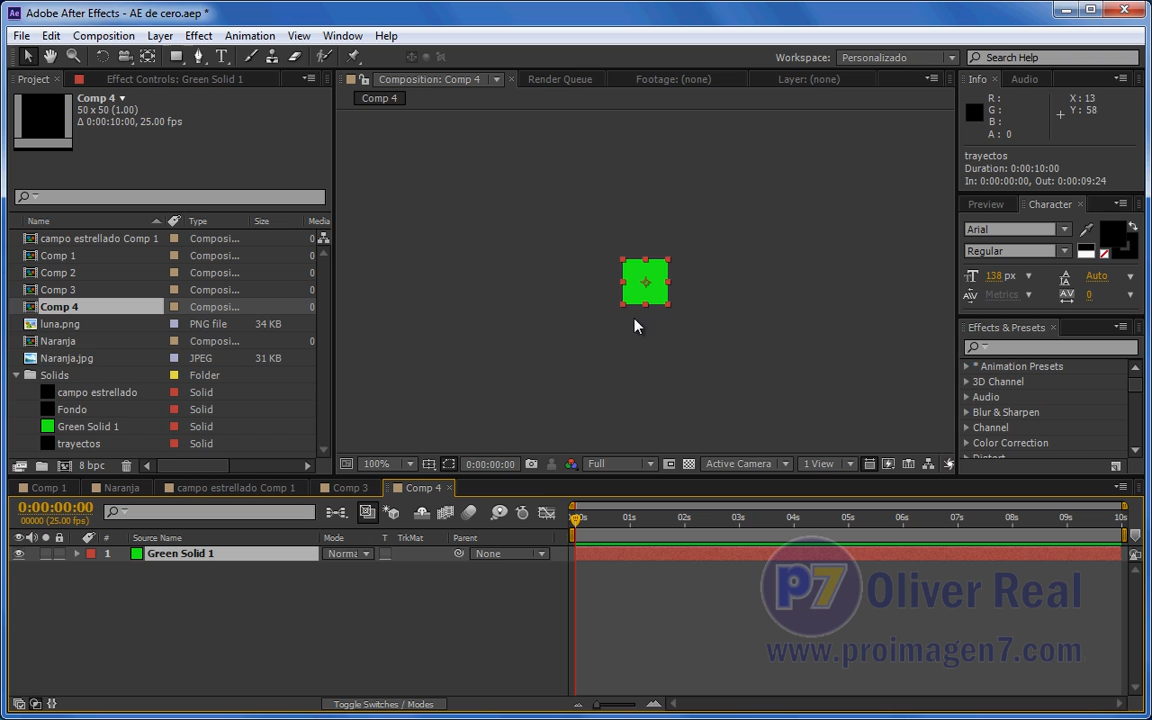 Ae Adobe After Effects - AE de cero.aep *
File Edit Composition Layer Effect Animation View Window Help
Workspace: Personalizado Search Help
Project Effect Controls: Green Solid 1
Composition: Comp 4 Render Queue Footage: (none) Layer: (none)
Info Audio
Comp 4
50 x 50 (1.00)
Δ 0:00:10:00, 25.00 fps
Comp 4
R :
G :
B :
A : 0
X : 13
Y : 58
trayectos
Duration: 0:00:10:00
In: 0:00:00:00, Out: 0:00:09:24
Preview Character
Arial
Regular
138 px Auto
Metrics 0
Effects & Presets
* Animation Presets
3D Channel
Audio
Blur & Sharpen
Channel
Color Correction
Distort
Name Type Size Media
campo estrellado Comp 1 Composi... 0
Comp 1 Composi... 0
Comp 2 Composi... 0
Comp 3 Composi... 0
Comp 4 Composi... 0
luna.png PNG file 34 KB
Naranja Composi... 0
Naranja.jpg JPEG 31 KB
Solids Folder
campo estrellado Solid
Fondo Solid
Green Solid 1 Solid
trayectos Solid
8 bpc
100% 0:00:00:00 Full Active Camera 1 View
Comp 1 Naranja campo estrellado Comp 1 Comp 3 Comp 4
0:00:00:00
00000 (25.00 fps)
01s 02s 03s 04s 05s 06s 07s 08s 09s 10s
# Source Name Mode T TrkMat Parent
1 Green Solid 1 Norma None
p7 Oliver Real
www.proimagen7.com
Toggle Switches / Modes